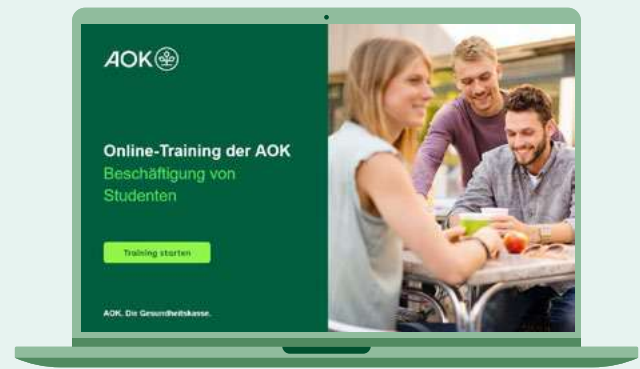 AOK
Online-Training der AOK
Beschäftigung von
Studenten
Training starten
AOK. Die Gesundheitskasse.